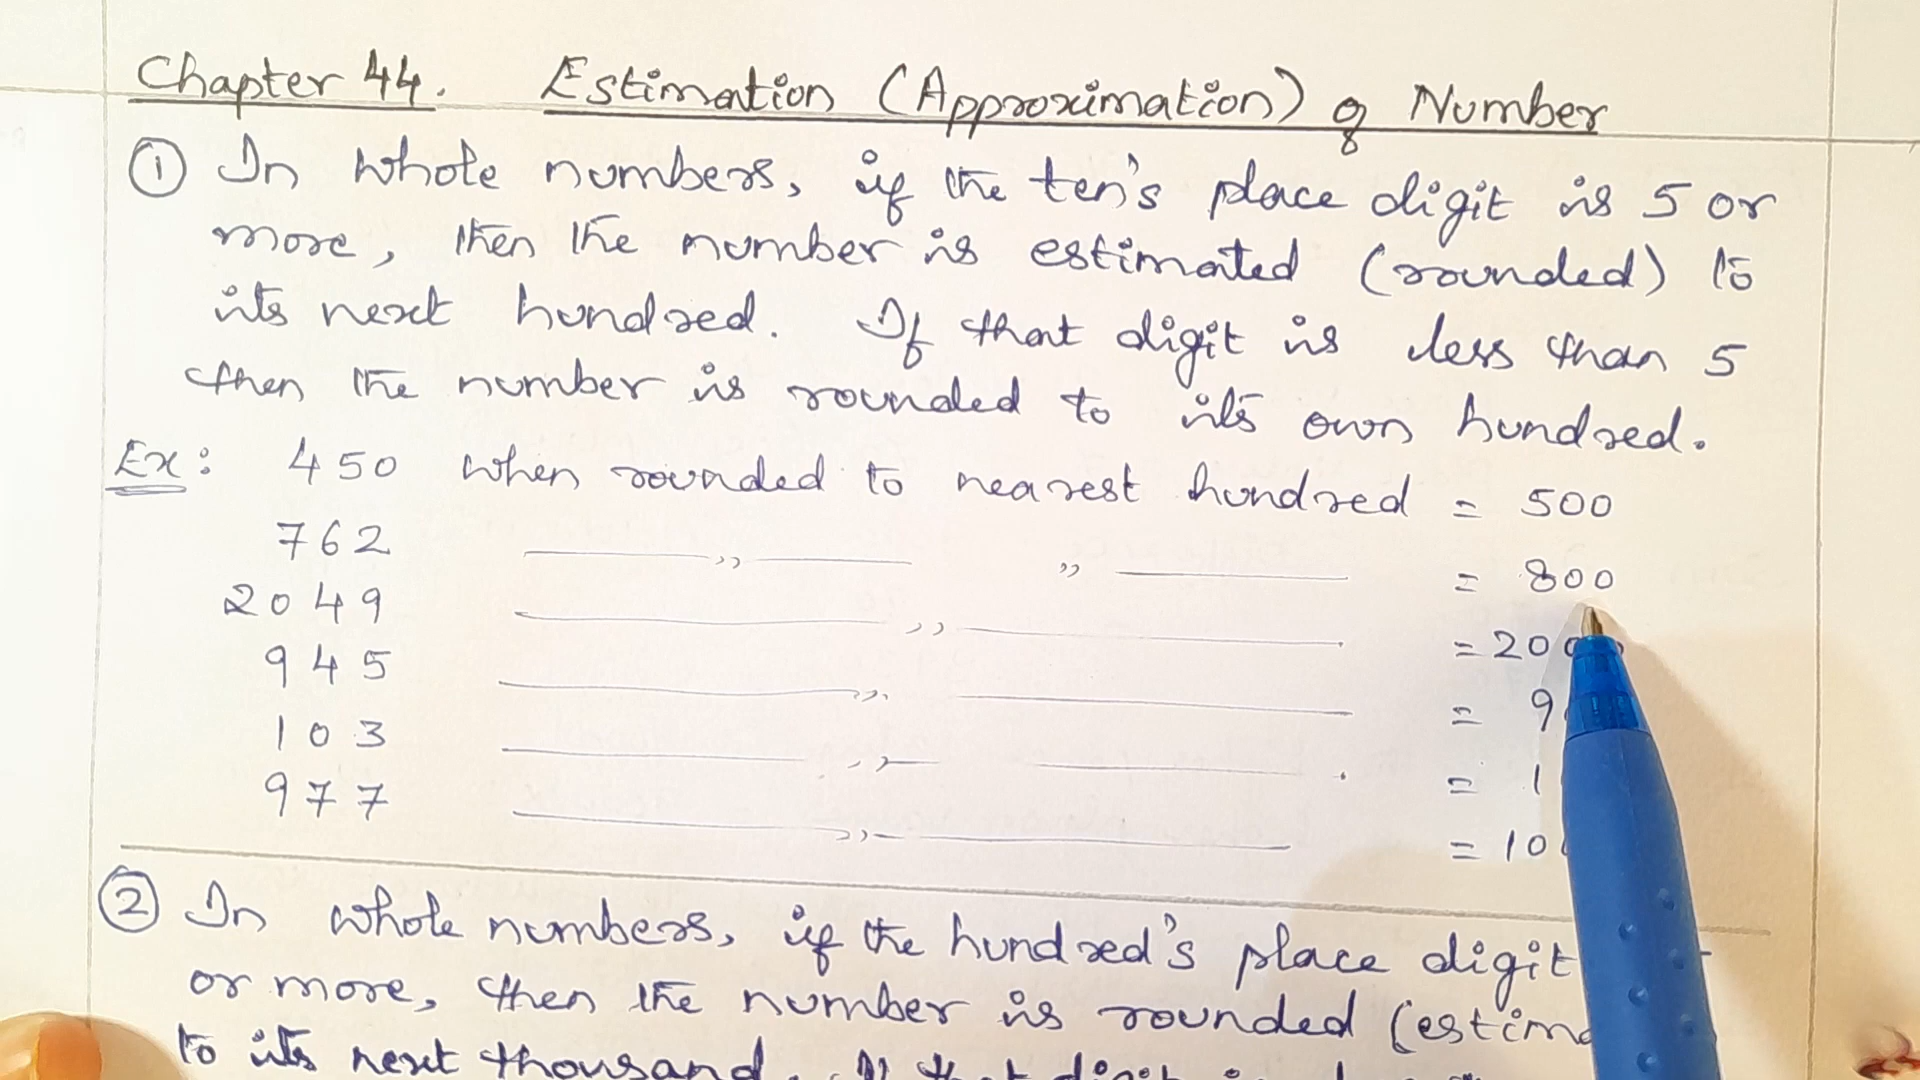 Chapter 44. Estimation (Approximation) of Number
① In whole numbers, if the ten's place digit is 5 or
more, then the number is estimated (rounded) to
its next hundred. If that digit is less than 5
then the number is rounded to its own hundred.
Ex: 450 when rounded to nearest hundred = 500
762 ,, ,, = 800
2049 ,, = 20
945 ,, = 9
103 ,, = 1
977 ,, = 10
② In whole numbers, if the hundred's place digit
or more, then the number is rounded (estima
to its next thousand. If that digit